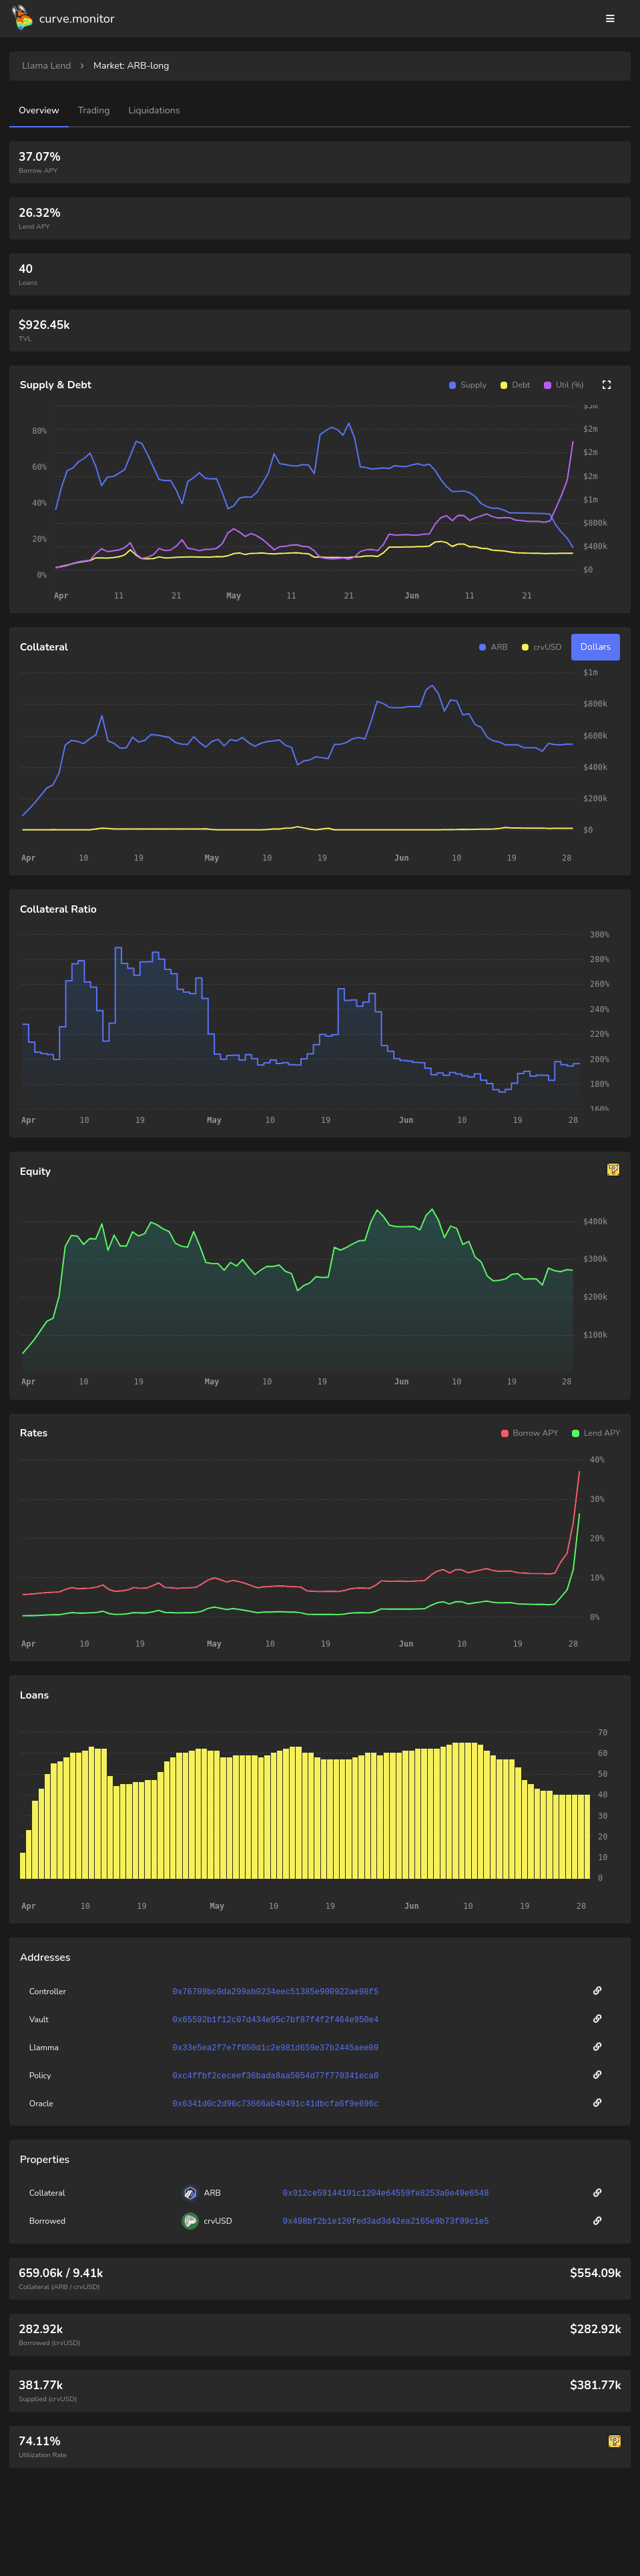 curve.monitor
Llama Lend > Market: ARB-long
Overview Trading Liquidations
37.07%
Borrow APY
26.32%
Lend APY
40
Loans
$926.45k
TVL
Supply & Debt
Supply Debt Util (%)
80%
60%
40%
20%
0%
$3m
$2m
$2m
$2m
$1m
$800k
$400k
$0
Apr 11 21 May 11 21 Jun 11 21
Collateral
ARB crvUSD Dollars
$1m
$800k
$600k
$400k
$200k
$0
Apr 10 19 May 10 19 Jun 10 19 28
Collateral Ratio
300%
280%
260%
240%
220%
200%
180%
160%
Apr 10 19 May 10 19 Jun 10 19 28
Equity
$400k
$300k
$200k
$100k
Apr 10 19 May 10 19 Jun 10 19 28
Rates
Borrow APY Lend APY
40%
30%
20%
10%
0%
Apr 10 19 May 10 19 Jun 10 19 28
Loans
70
60
50
40
30
20
10
0
Apr 10 19 May 10 19 Jun 10 19 28
Addresses
Controller 0x76709bc0da299ab0234eec51385e900922ae98f5
Vault 0x65592b1f12c07d434e95c7bf87f4f2f464e950e4
Llamma 0x33e5ea2f7e7f050d1c2e981d659e37b2445aee09
Policy 0xc4ffbf2ceceef36bada8aa5054d77f770341eca0
Oracle 0x6341d0c2d96c73666ab4b491c41dbcfa6f9e696c
Properties
Collateral ARB 0x912ce59144191c1204e64559fe8253a0e49e6548
Borrowed crvUSD 0x498bf2b1e120fed3ad3d42ea2165e9b73f99c1e5
659.06k / 9.41k $554.09k
Collateral (ARB / crvUSD)
282.92k $282.92k
Borrowed (crvUSD)
381.77k $381.77k
Supplied (crvUSD)
74.11%
Utilization Rate